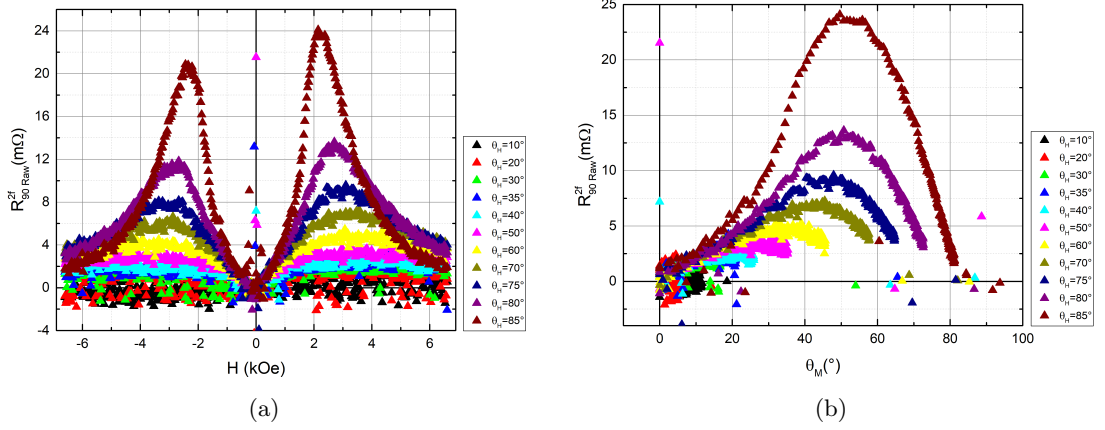 24
20
16
12
8
4
0
-4
-6 -4 -2 0 2 4 6
R²ᶠ₉₀ Raw(mΩ)
H (kOe)
θH=10°
θH=20°
θH=30°
θH=35°
θH=40°
θH=50°
θH=60°
θH=70°
θH=75°
θH=80°
θH=85°
(a)
25
20
15
10
5
0
0 20 40 60 80 100
R²ᶠ₉₀ Raw(mΩ)
θM(°)
θH=10°
θH=20°
θH=30°
θH=35°
θH=40°
θH=50°
θH=60°
θH=70°
θH=75°
θH=80°
θH=85°
(b)